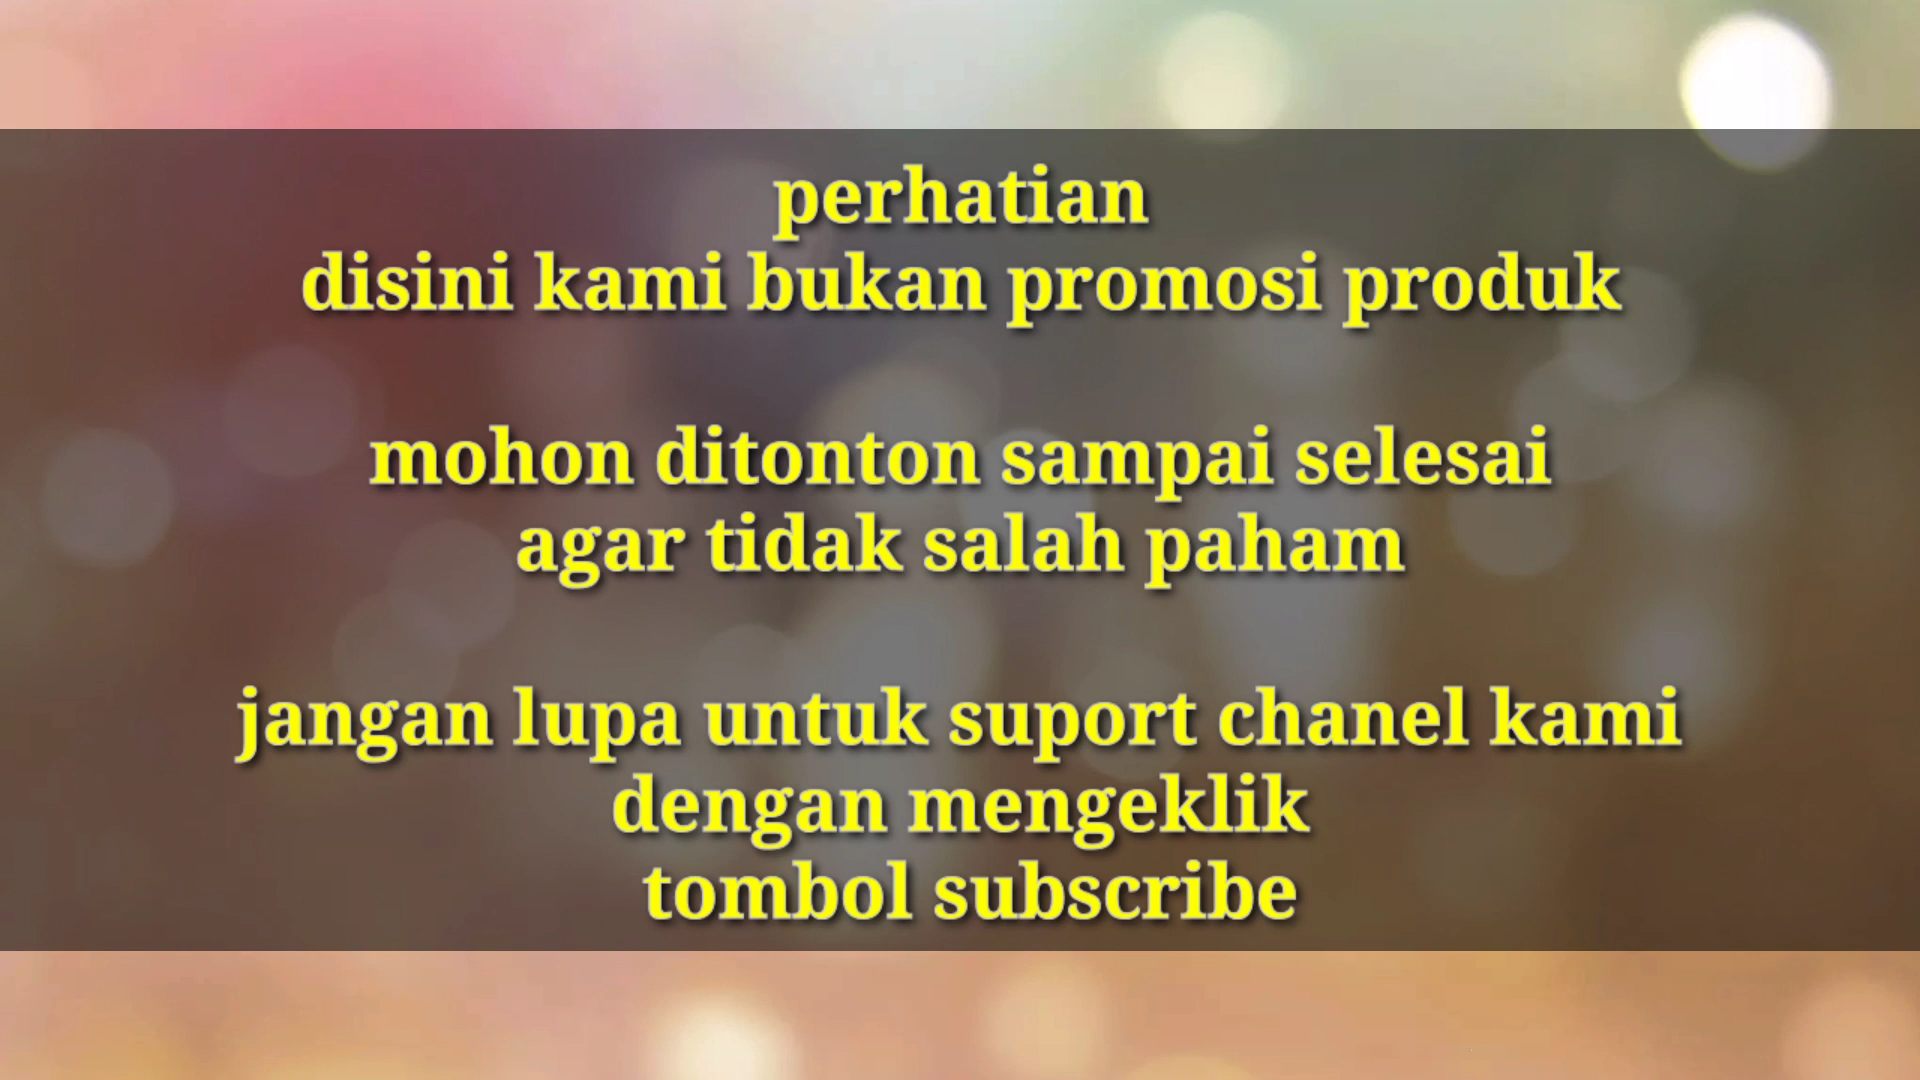 perhatian
disini kami bukan promosi produk
mohon ditonton sampai selesai
agar tidak salah paham
jangan lupa untuk suport chanel kami
dengan mengeklik
tombol subscribe